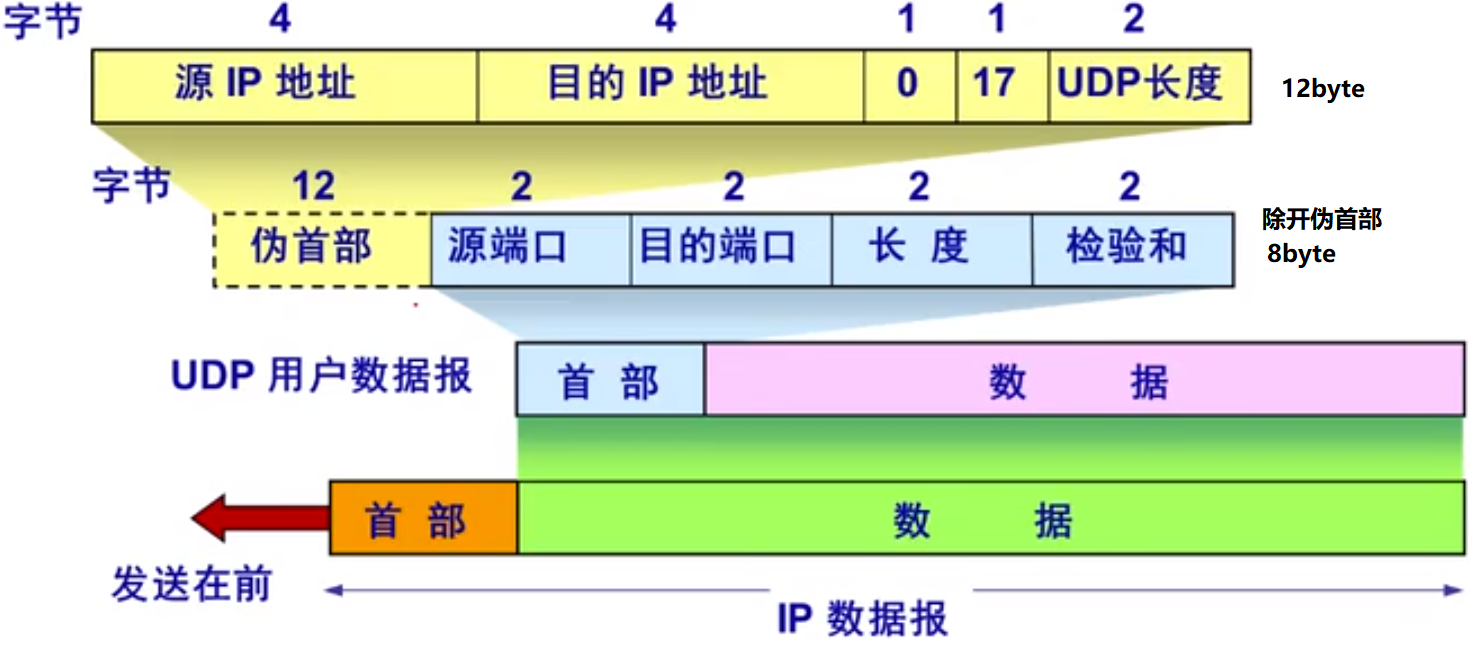 字节 4 4 1 1 2
源 IP 地址 目的 IP 地址 0 17 UDP长度 12byte
字节 12 2 2 2 2
伪首部 源端口 目的端口 长 度 检验和
除开伪首部
8byte
UDP 用户数据报 首 部 数 据
首 部 数 据
发送在前
IP 数据报